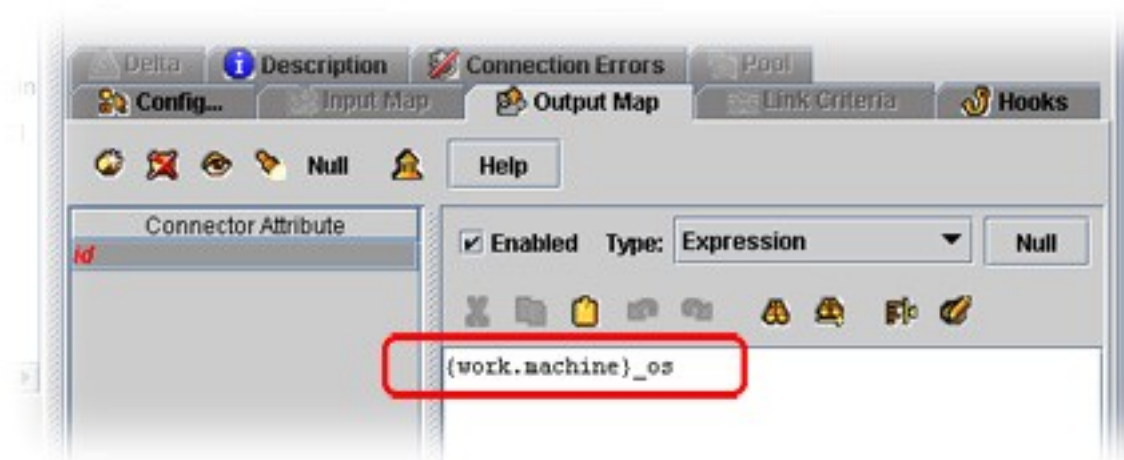 Delta Description Connection Errors Pool
Config... Input Map Output Map Link Criteria Hooks
Null Help
Connector Attribute
id
Enabled Type: Expression Null
{work.machine}_os